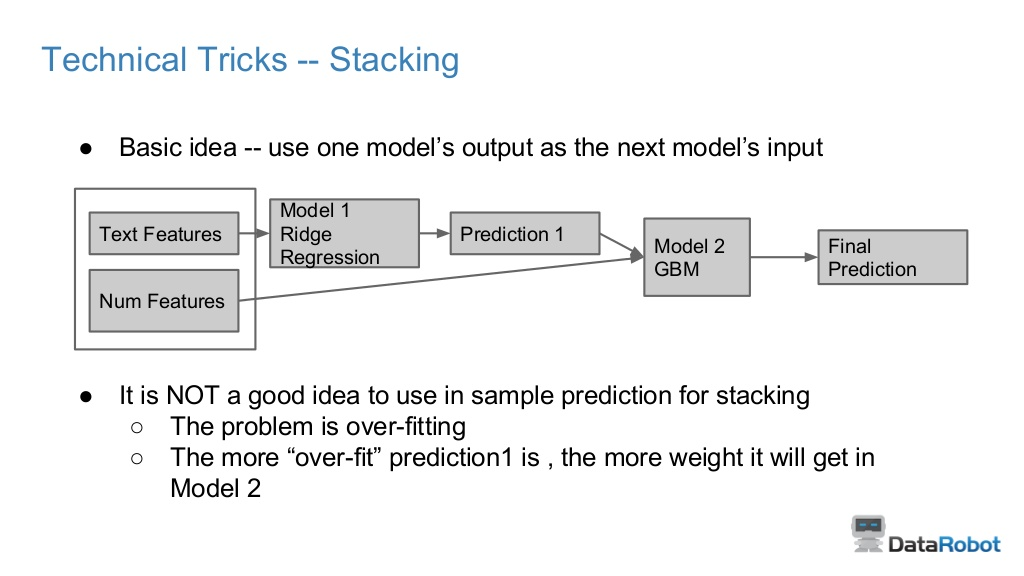 Technical Tricks -- Stacking
● Basic idea -- use one model’s output as the next model’s input
Text Features
Num Features
Model 1
Ridge
Regression
Prediction 1
Model 2
GBM
Final
Prediction
● It is NOT a good idea to use in sample prediction for stacking
○ The problem is over-fitting
○ The more “over-fit” prediction1 is , the more weight it will get in
Model 2
DataRobot